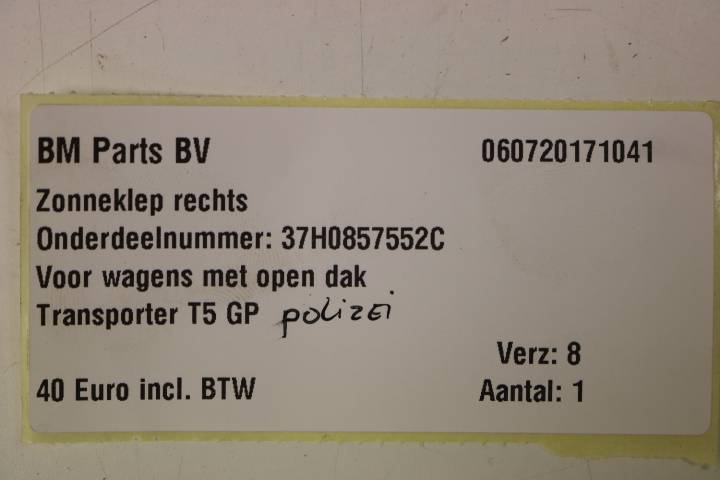 BM Parts BV 060720171041
Zonneklep rechts
Onderdeelnummer: 37H0857552C
Voor wagens met open dak
Transporter T5 GP polizei
Verz: 8
40 Euro incl. BTW Aantal: 1